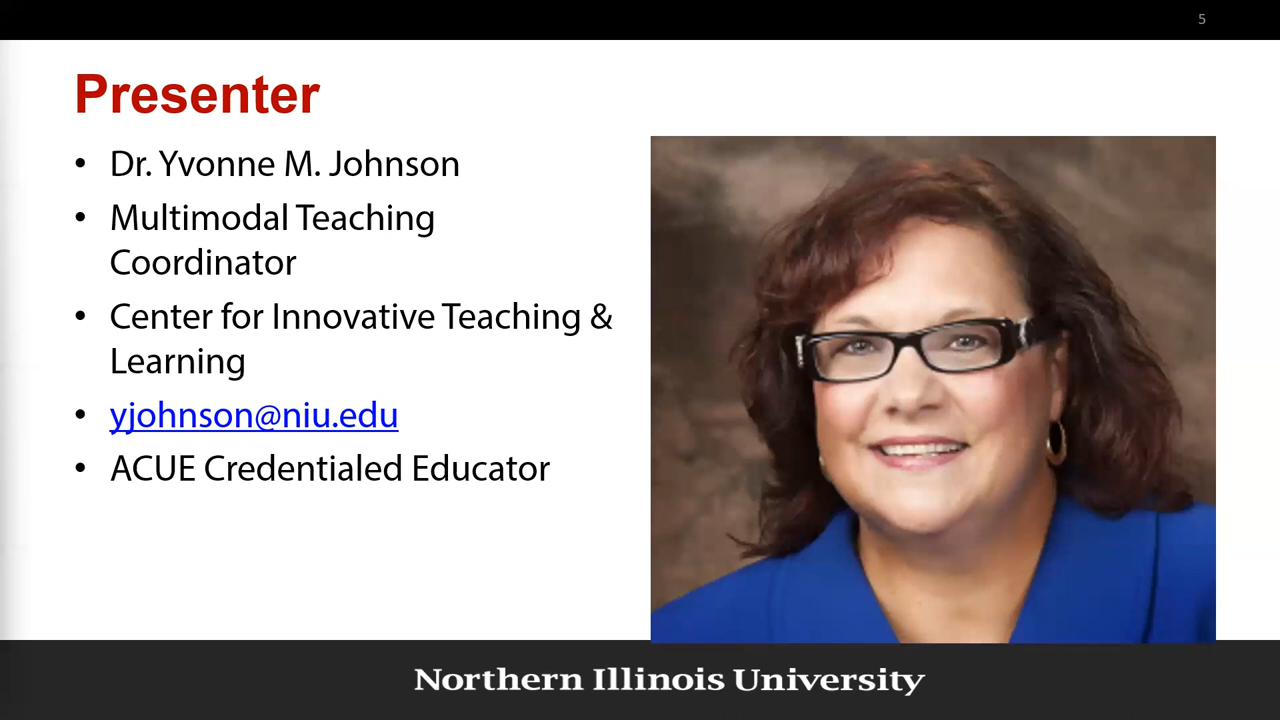 5
Presenter
• Dr. Yvonne M. Johnson
• Multimodal Teaching
Coordinator
• Center for Innovative Teaching &
Learning
• yjohnson@niu.edu
• ACUE Credentialed Educator
Northern Illinois University